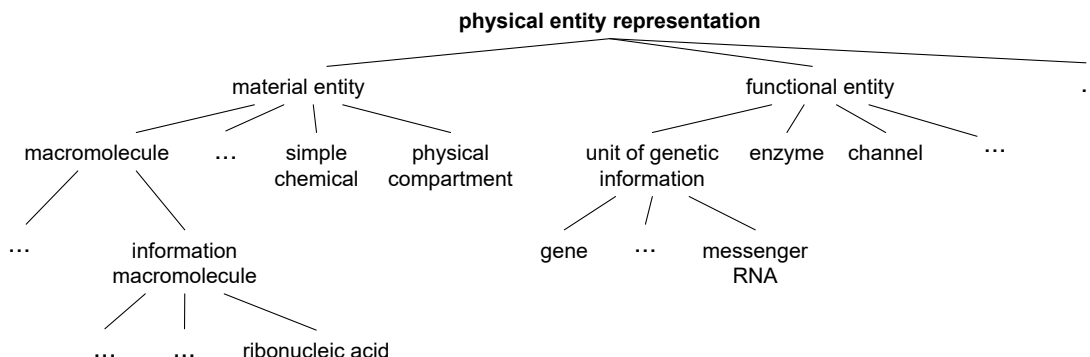 physical entity representation
material entity
functional entity
...
macromolecule
...
simple
chemical
physical
compartment
unit of genetic
information
enzyme
channel
...
...
information
macromolecule
gene
...
messenger
RNA
...
...
ribonucleic acid